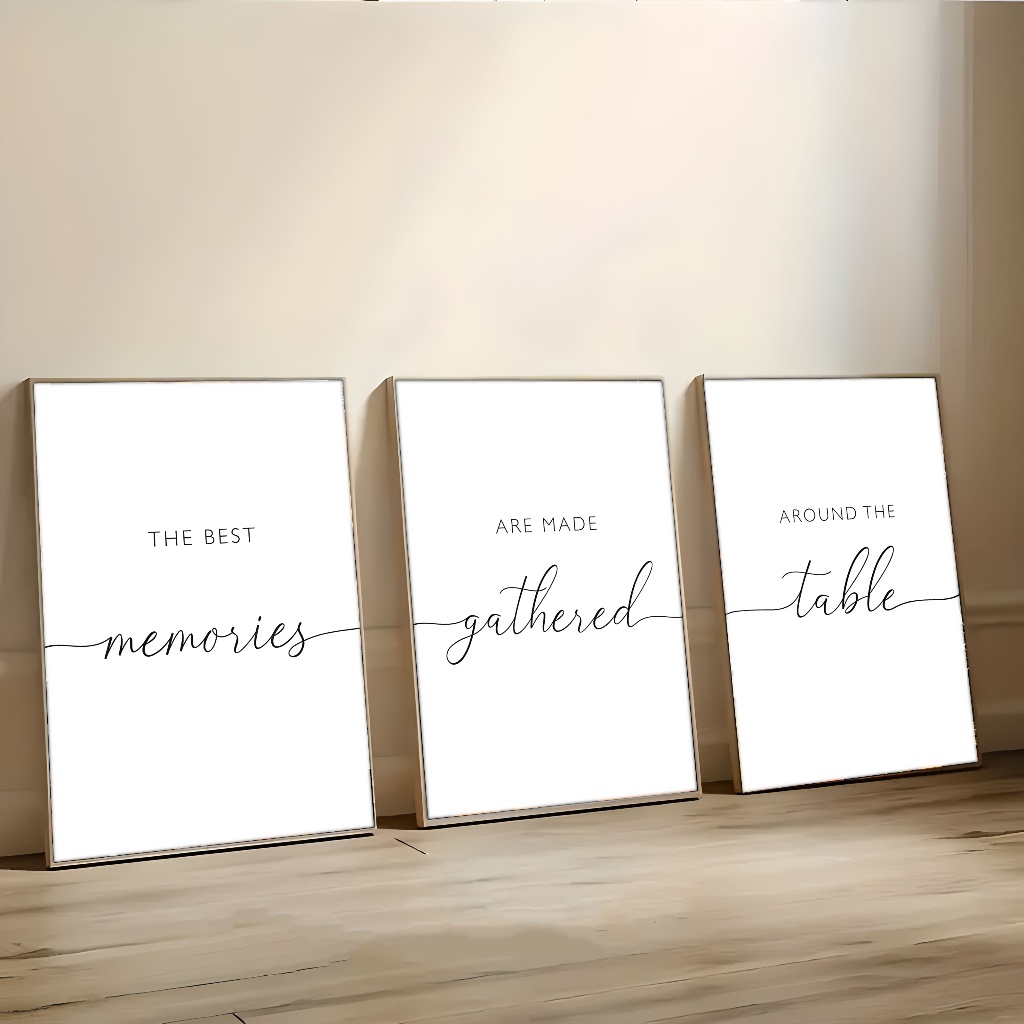 THE BEST
memories
ARE MADE
gathered
AROUND THE
table